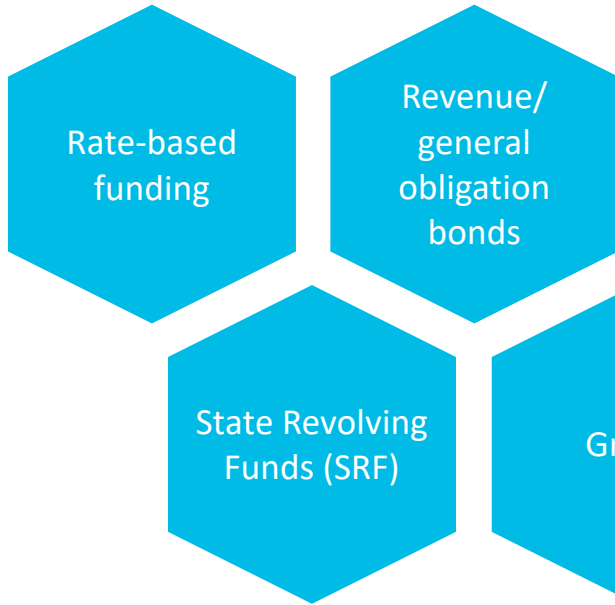 Rate-based
funding
Revenue/
general
obligation
bonds
State Revolving
Funds (SRF)